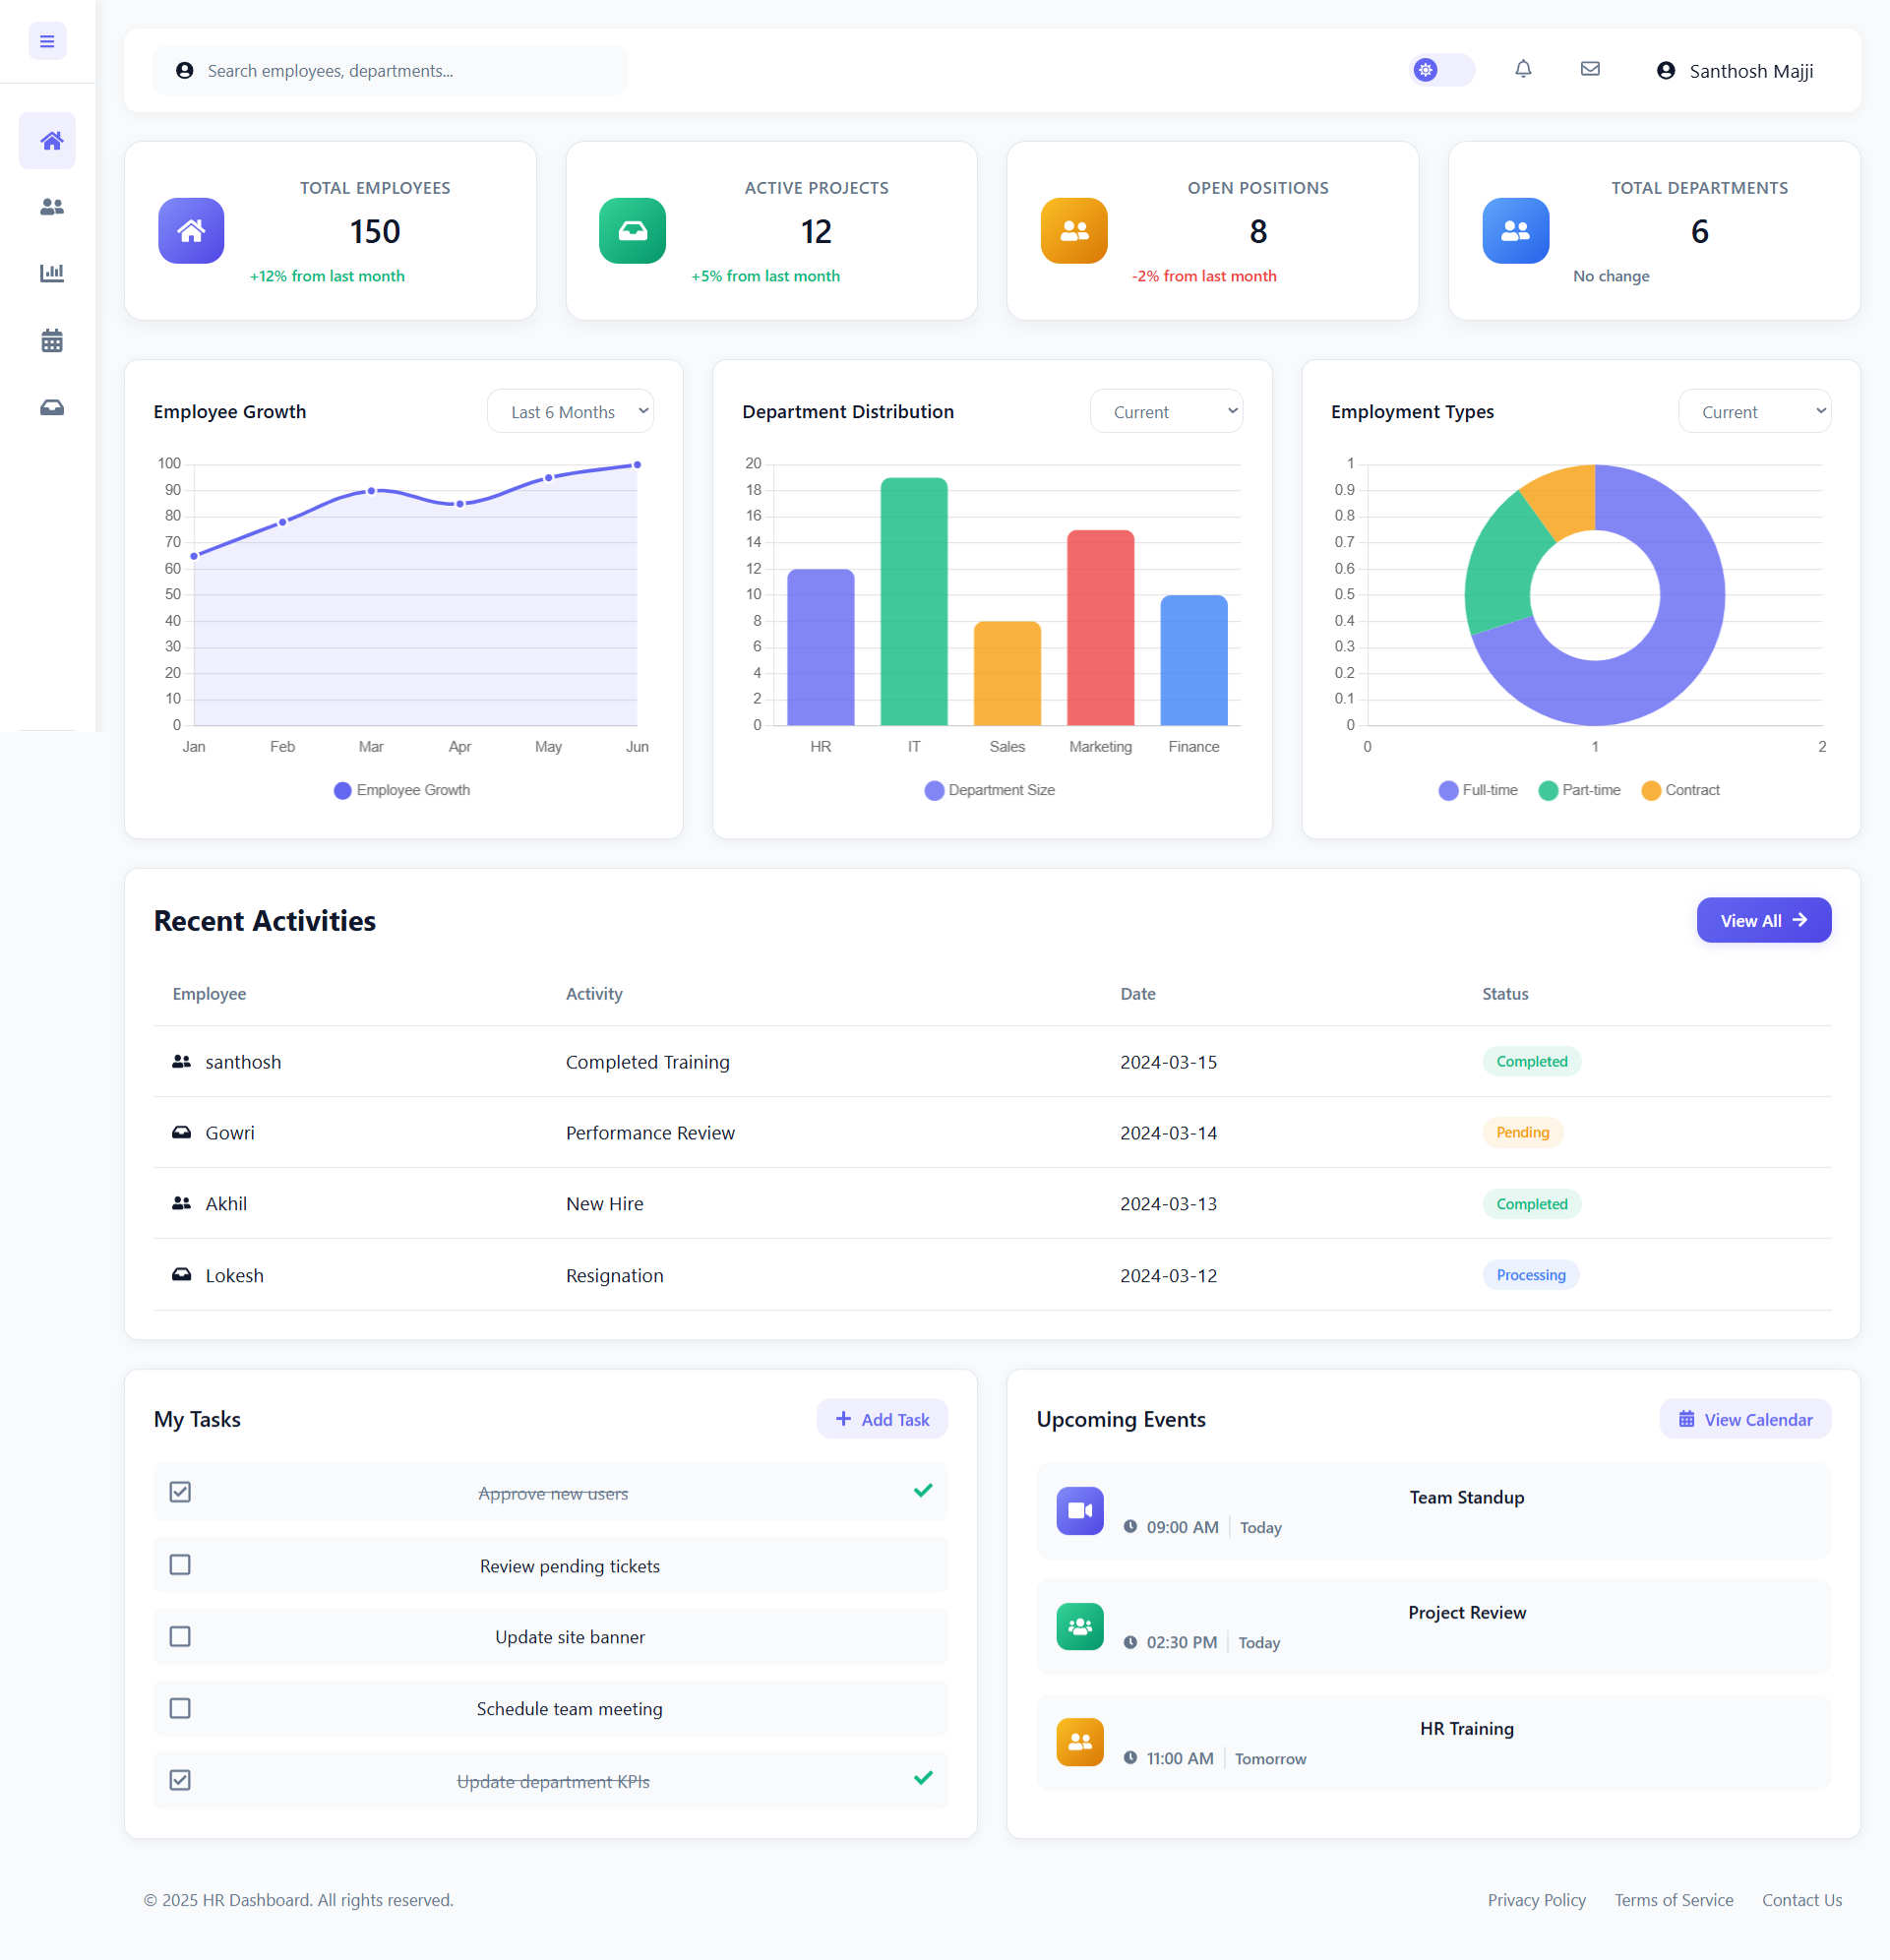 Search employees, departments...
Santhosh Majji
TOTAL EMPLOYEES
150
+12% from last month
ACTIVE PROJECTS
12
+5% from last month
OPEN POSITIONS
8
-2% from last month
TOTAL DEPARTMENTS
6
No change
Employee Growth
Last 6 Months
100
90
80
70
60
50
40
30
20
10
0
Jan Feb Mar Apr May Jun
Employee Growth
Department Distribution
Current
20
18
16
14
12
10
8
6
4
2
0
HR IT Sales Marketing Finance
Department Size
Employment Types
Current
1
0.9
0.8
0.7
0.6
0.5
0.4
0.3
0.2
0.1
0
0 1 2
Full-time Part-time Contract
Recent Activities
View All
Employee Activity Date Status
santhosh Completed Training 2024-03-15 Completed
Gowri Performance Review 2024-03-14 Pending
Akhil New Hire 2024-03-13 Completed
Lokesh Resignation 2024-03-12 Processing
My Tasks
Add Task
Approve new users
Review pending tickets
Update site banner
Schedule team meeting
Update department KPIs
Upcoming Events
View Calendar
Team Standup
09:00 AM Today
Project Review
02:30 PM Today
HR Training
11:00 AM Tomorrow
© 2025 HR Dashboard. All rights reserved.
Privacy Policy Terms of Service Contact Us